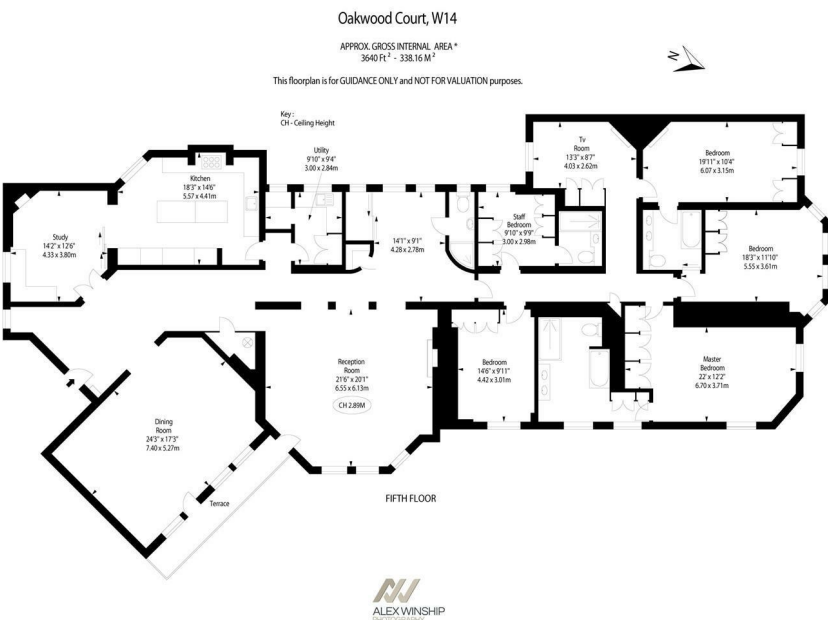 Oakwood Court, W14
APPROX. GROSS INTERNAL AREA *
3640 Ft² - 338.16 M²
This floorplan is for GUIDANCE ONLY and NOT FOR VALUATION purposes.
N
Key :
CH - Ceiling Height
Utility
9'10" x 9'4"
3.00 x 2.84m
Kitchen
18'3" x 14'6"
5.57 x 4.41m
Tv
Room
13'3" x 8'7"
4.03 x 2.62m
Bedroom
19'11" x 10'4"
6.07 x 3.15m
Study
14'2" x 12'6"
4.33 x 3.80m
14'1" x 9'1"
4.28 x 2.78m
Staff
Bedroom
9'10" x 9'9"
3.00 x 2.98m
Bedroom
18'3" x 11'10"
5.55 x 3.61m
Reception
Room
21'6" x 20'1"
6.55 x 6.13m
CH 2.89M
Bedroom
14'6" x 9'11"
4.42 x 3.01m
Master
Bedroom
22' x 12'2"
6.70 x 3.71m
Dining
Room
24'3" x 17'3"
7.40 x 5.27m
Terrace
FIFTH FLOOR
ALEX WINSHIP
PHOTOGRAPHY